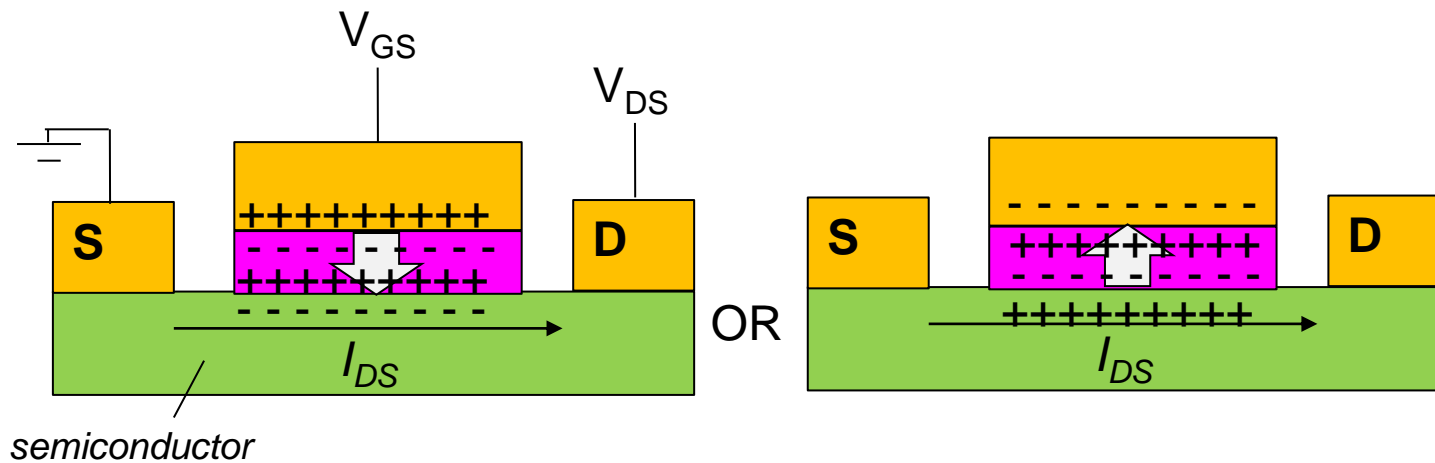 V_GS
V_DS
S
+++++++++
- - - - - - - - -
+++++++++
- - - - - - - - -
D
I_DS
semiconductor
OR
S
- - - - - - - - -
+++++++++
- - - - - - - - -
+++++++++
D
I_DS